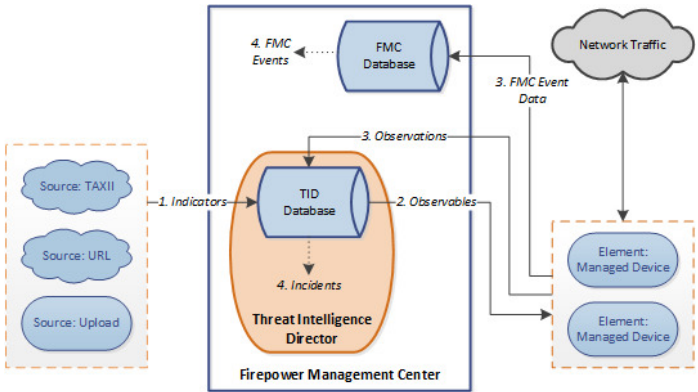 4. FMC
Events
FMC
Database
Network Traffic
3. FMC Event
Data
3. Observations
Source: TAXII
1. Indicators
TID
Database
2. Observables
Source: URL
Element:
Managed Device
4. Incidents
Source: Upload
Threat Intelligence
Director
Element:
Managed Device
Firepower Management Center